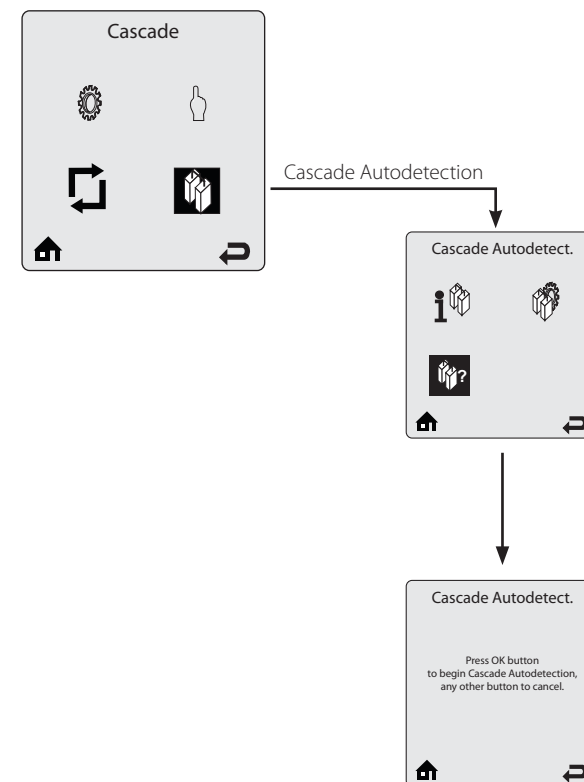 Cascade
Cascade Autodetection
Cascade Autodetect.
?
Cascade Autodetect.
Press OK button
to begin Cascade Autodetection,
any other button to cancel.